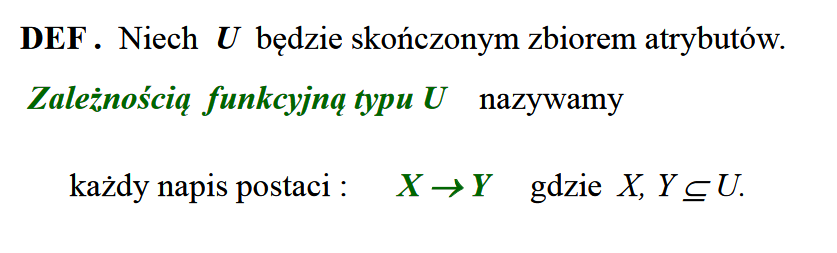 DEF . Niech U będzie skończonym zbiorem atrybutów.
Zależnością funkcyjną typu U nazywamy
każdy napis postaci : X → Y gdzie X, Y ⊆ U.